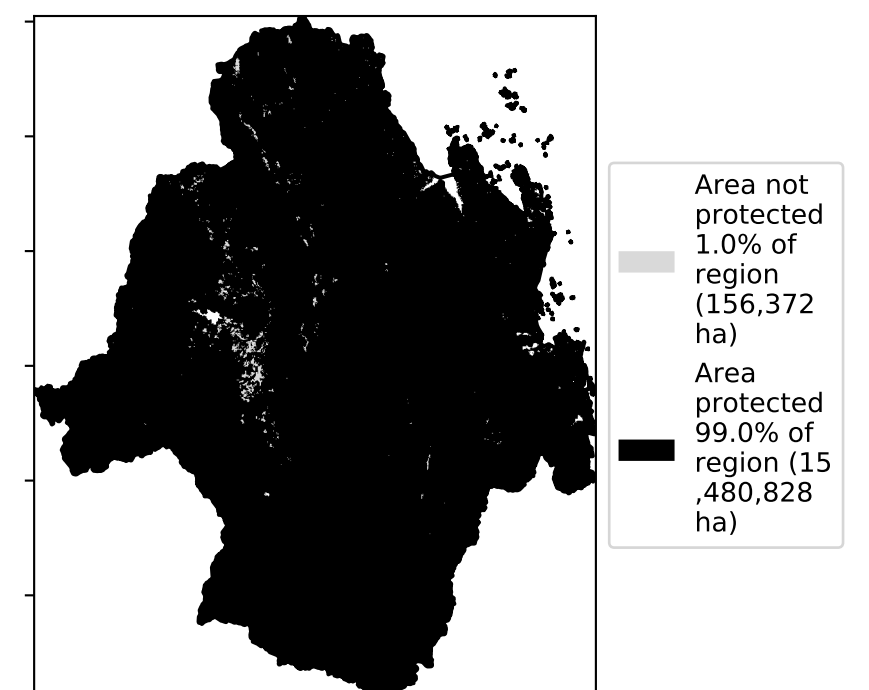 Area not
protected
1.0% of
region
(156,372
ha)
Area
protected
99.0% of
region (15
,480,828
ha)